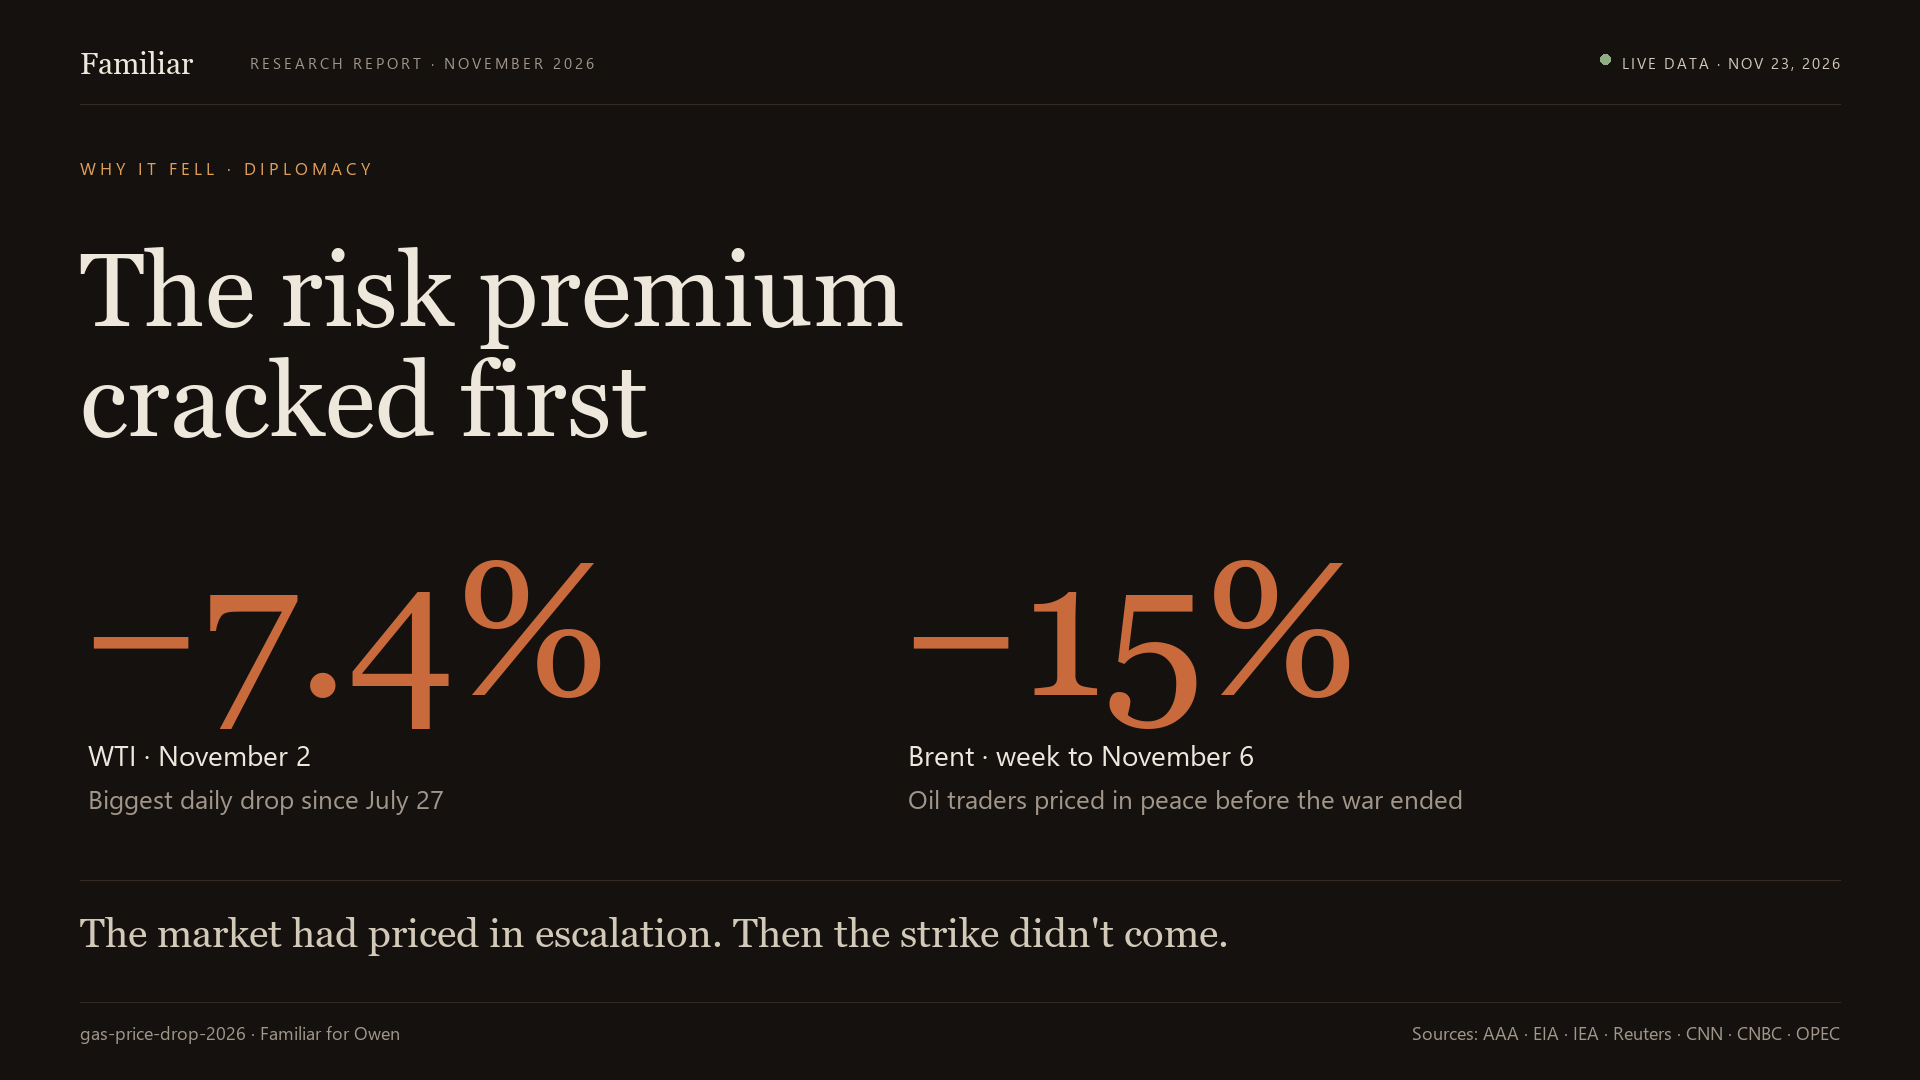 Familiar
RESEARCH REPORT · NOVEMBER 2026
LIVE DATA · NOV 23, 2026
WHY IT FELL · DIPLOMACY
The risk premium
cracked first
−7.4%
WTI · November 2
Biggest daily drop since July 27
−15%
Brent · week to November 6
Oil traders priced in peace before the war ended
The market had priced in escalation. Then the strike didn't come.
gas-price-drop-2026 · Familiar for Owen
Sources: AAA · EIA · IEA · Reuters · CNN · CNBC · OPEC